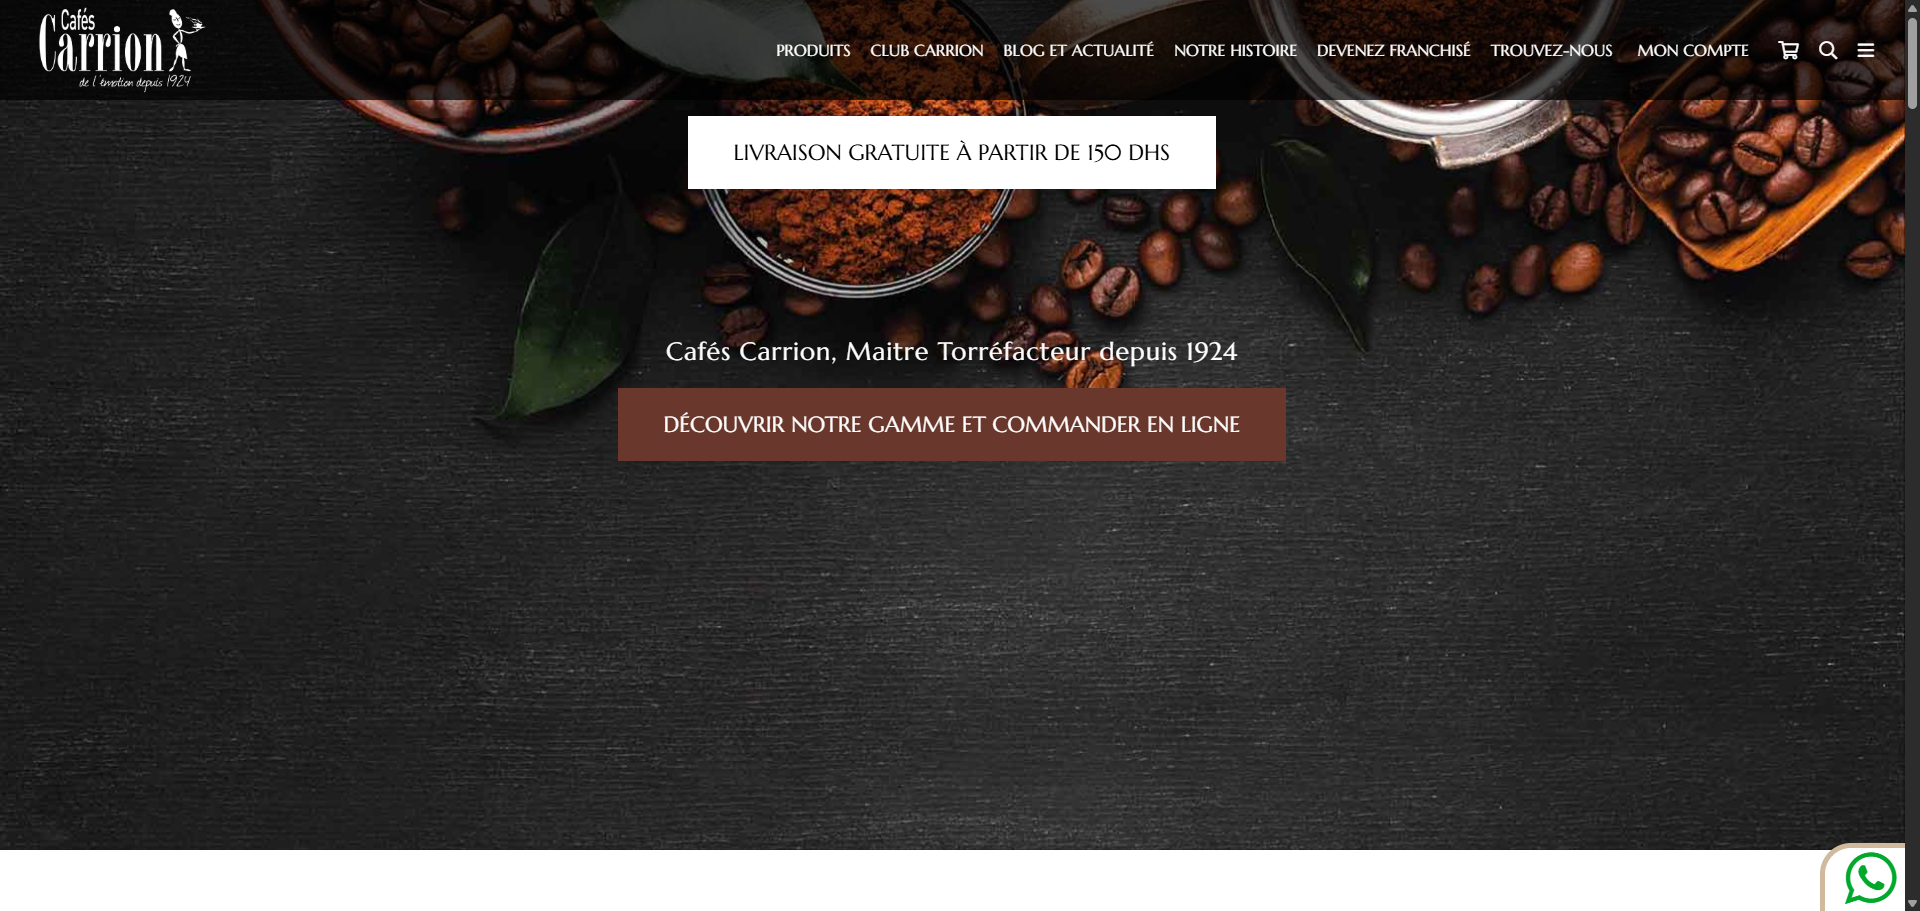 Cafés
Carrion
de l'émotion depuis 1924
PRODUITS CLUB CARRION BLOG ET ACTUALITÉ NOTRE HISTOIRE DEVENEZ FRANCHISÉ TROUVEZ-NOUS MON COMPTE
LIVRAISON GRATUITE À PARTIR DE 150 DHS
Cafés Carrion, Maitre Torréfacteur depuis 1924
DÉCOUVRIR NOTRE GAMME ET COMMANDER EN LIGNE